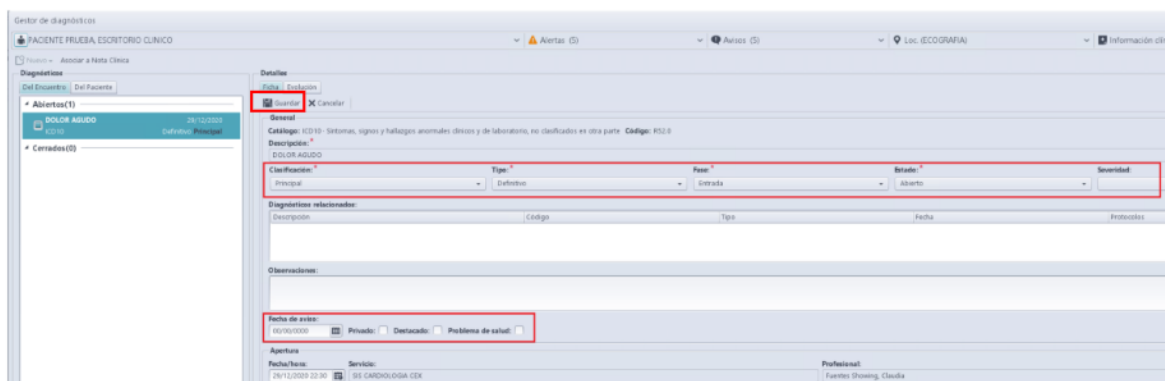 Gestor de diagnósticos
PACIENTE PRUEBA, ESCRITORIO CLINICO
Alertas (5)
Avisos (5)
Loc. (ECOGRAFIA)
Información clí
Nuevo
Asociar a Nota Clínica
Diagnósticos
Detalles
Del Encuentro
Del Paciente
Ficha
Evolución
Abiertos(1)
Guardar
Cancelar
DOLOR AGUDO
29/12/2020
ICD10
Definitivo Principal
Cerrados(0)
General
Catálogo: ICD10 - Síntomas, signos y hallazgos anormales clínicos y de laboratorio, no clasificados en otra parte Código: R52.0
Descripción:*
DOLOR AGUDO
Clasificación:*
Tipo:*
Fase:*
Estado:*
Severidad:
Principal
Definitivo
Entrada
Abierto
Diagnósticos relacionados:
Descripción
Código
Tipo
Fecha
Protocolos
Observaciones:
Fecha de aviso:
00/00/0000
Privado:
Destacado:
Problema de salud:
Apertura
Fecha/hora:
Servicio:
Profesional:
29/12/2020 22:30
SIS CARDIOLOGIA CEX
Fuentes Showing, Claudia